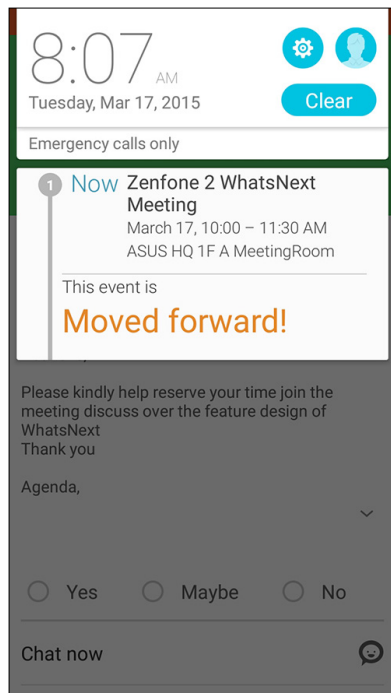 8:07 AM
Tuesday, Mar 17, 2015
Clear
Emergency calls only
1 Now Zenfone 2 WhatsNext
Meeting
March 17, 10:00 – 11:30 AM
ASUS HQ 1F A MeetingRoom
This event is
Moved forward!
Please kindly help reserve your time join the
meeting discuss over the feature design of
WhatsNext
Thank you
Agenda,
Yes Maybe No
Chat now